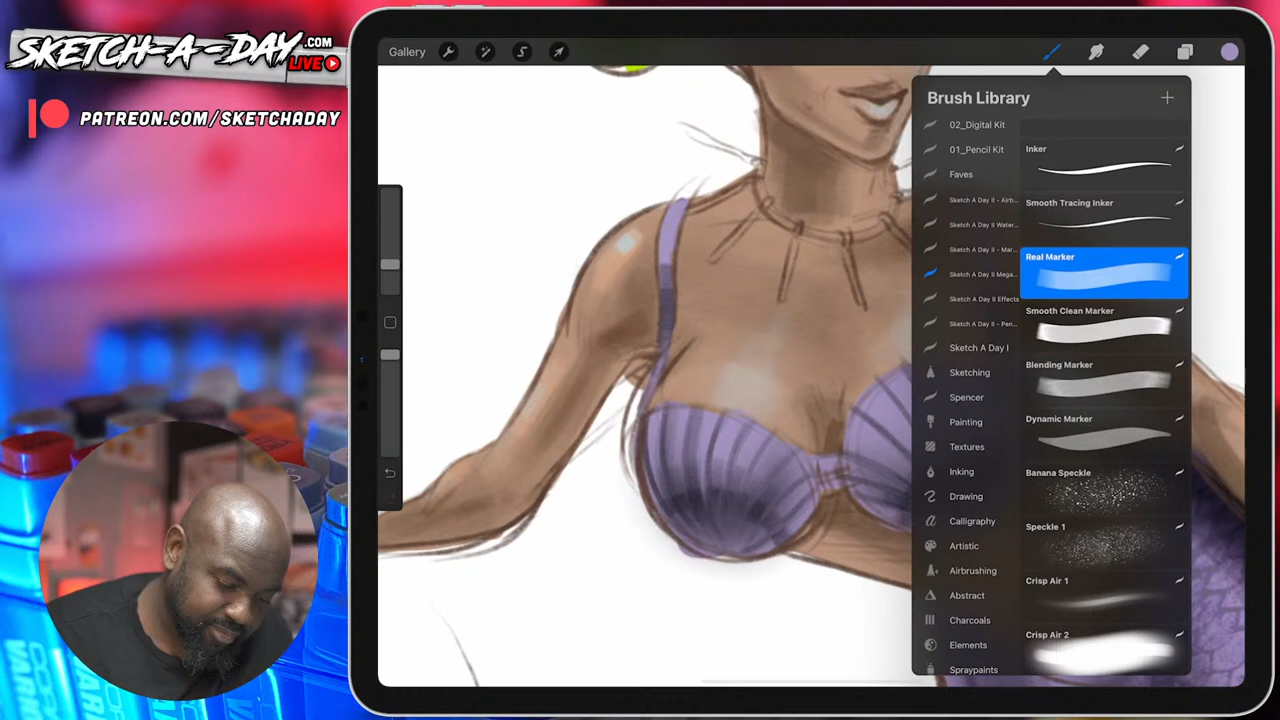 SKETCH-A-DAY.COM
LIVE
PATREON.COM/SKETCHADAY
Gallery
Brush Library
02_Digital Kit
01_Pencil Kit
Faves
Sketch A Day II - Airb...
Sketch A Day II Water...
Sketch A Day II - Mar...
Sketch A Day II Mega...
Sketch A Day II Effects
Sketch A Day II - Pen...
Sketch A Day I
Sketching
Spencer
Painting
Textures
Inking
Drawing
Calligraphy
Artistic
Airbrushing
Abstract
Charcoals
Elements
Spraypaints
Inker
Smooth Tracing Inker
Real Marker
Smooth Clean Marker
Blending Marker
Dynamic Marker
Banana Speckle
Speckle 1
Crisp Air 1
Crisp Air 2